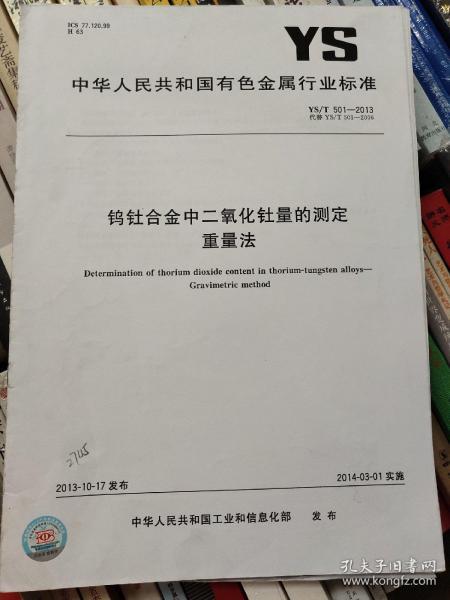 ICS 77.120.99
H 63
YS
中华人民共和国有色金属行业标准
YS/T 501—2013
代替 YS/T 501—2006
钨钍合金中二氧化钍量的测定
重量法
Determination of thorium dioxide content in thorium-tungsten alloys—
Gravimetric method
2013-10-17 发布
2014-03-01 实施
中华人民共和国工业和信息化部 发布
孔夫子旧书网
www.kongfz.com